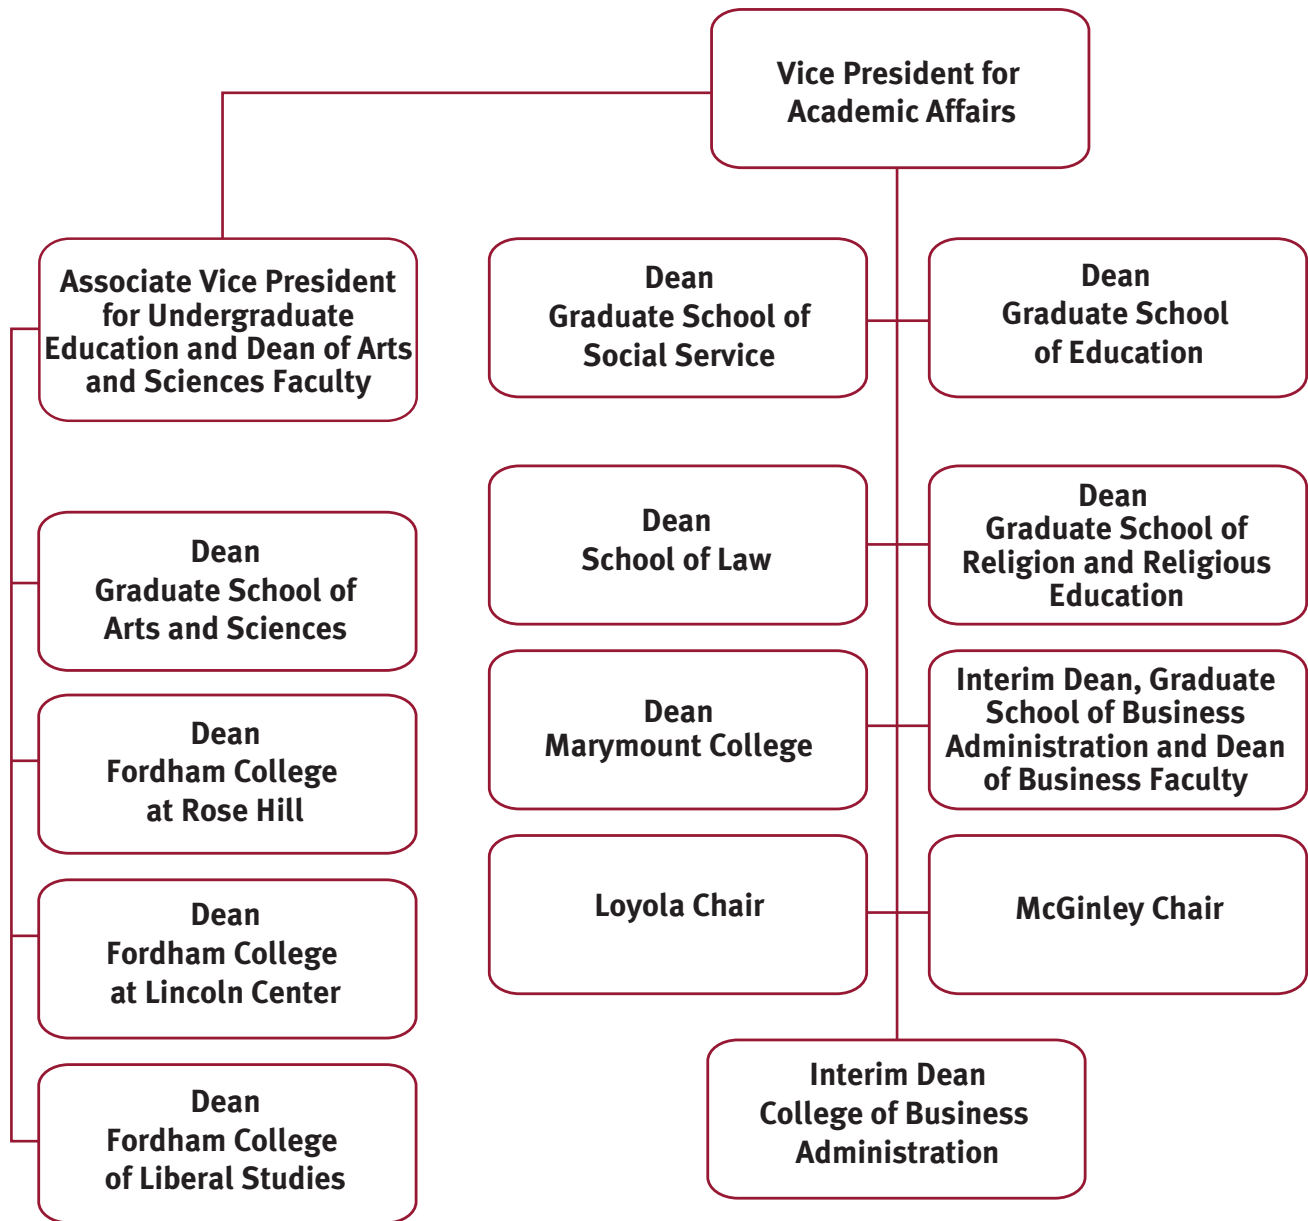 Vice President for
Academic Affairs
Associate Vice President
for Undergraduate
Education and Dean of Arts
and Sciences Faculty
Dean
Graduate School of
Social Service
Dean
Graduate School
of Education
Dean
Graduate School of
Arts and Sciences
Dean
School of Law
Dean
Graduate School of
Religion and Religious
Education
Dean
Fordham College
at Rose Hill
Dean
Marymount College
Interim Dean, Graduate
School of Business
Administration and Dean
of Business Faculty
Dean
Fordham College
at Lincoln Center
Loyola Chair
McGinley Chair
Dean
Fordham College
of Liberal Studies
Interim Dean
College of Business
Administration